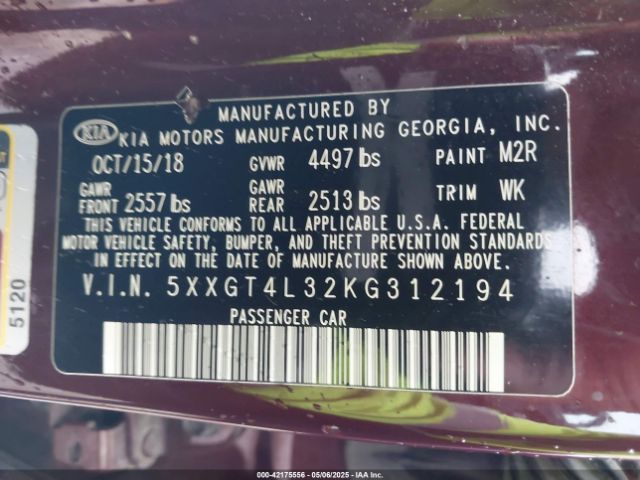 MANUFACTURED BY
KIA KIA MOTORS MANUFACTURING GEORGIA, INC.
OCT/15/18 GVWR 4497 lbs PAINT M2R
GAWR FRONT 2557 lbs GAWR REAR 2513 lbs TRIM WK
THIS VEHICLE CONFORMS TO ALL APPLICABLE U.S.A. FEDERAL
MOTOR VEHICLE SAFETY, BUMPER, AND THEFT PREVENTION STANDARDS
IN EFFECT ON THE DATE OF MANUFACTURE SHOWN ABOVE.
V.I.N. 5XXGT4L32KG312194
PASSENGER CAR
5120
000-42175556 - 05/06/2025 - IAA, Inc.